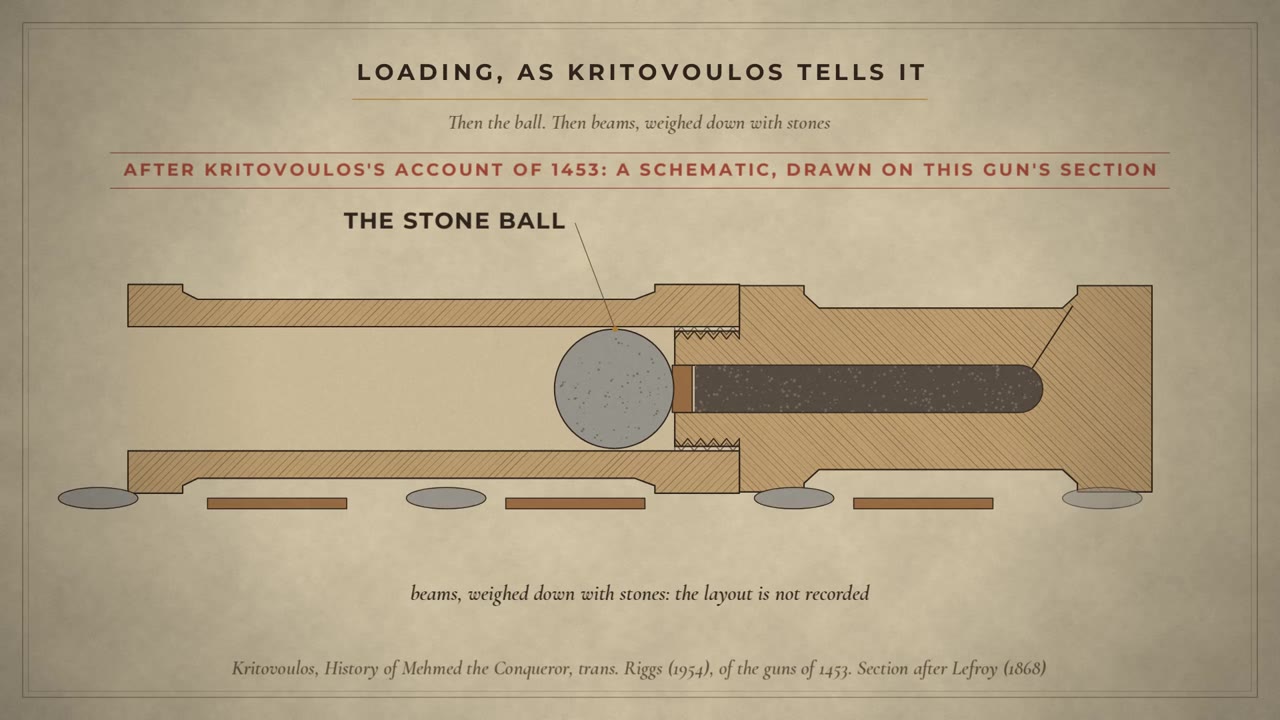 LOADING, AS KRITOVOULOS TELLS IT
Then the ball. Then beams, weighed down with stones
AFTER KRITOVOULOS'S ACCOUNT OF 1453: A SCHEMATIC, DRAWN ON THIS GUN'S SECTION
THE STONE BALL
beams, weighed down with stones: the layout is not recorded
Kritovoulos, History of Mehmed the Conqueror, trans. Riggs (1954), of the guns of 1453. Section after Lefroy (1868)